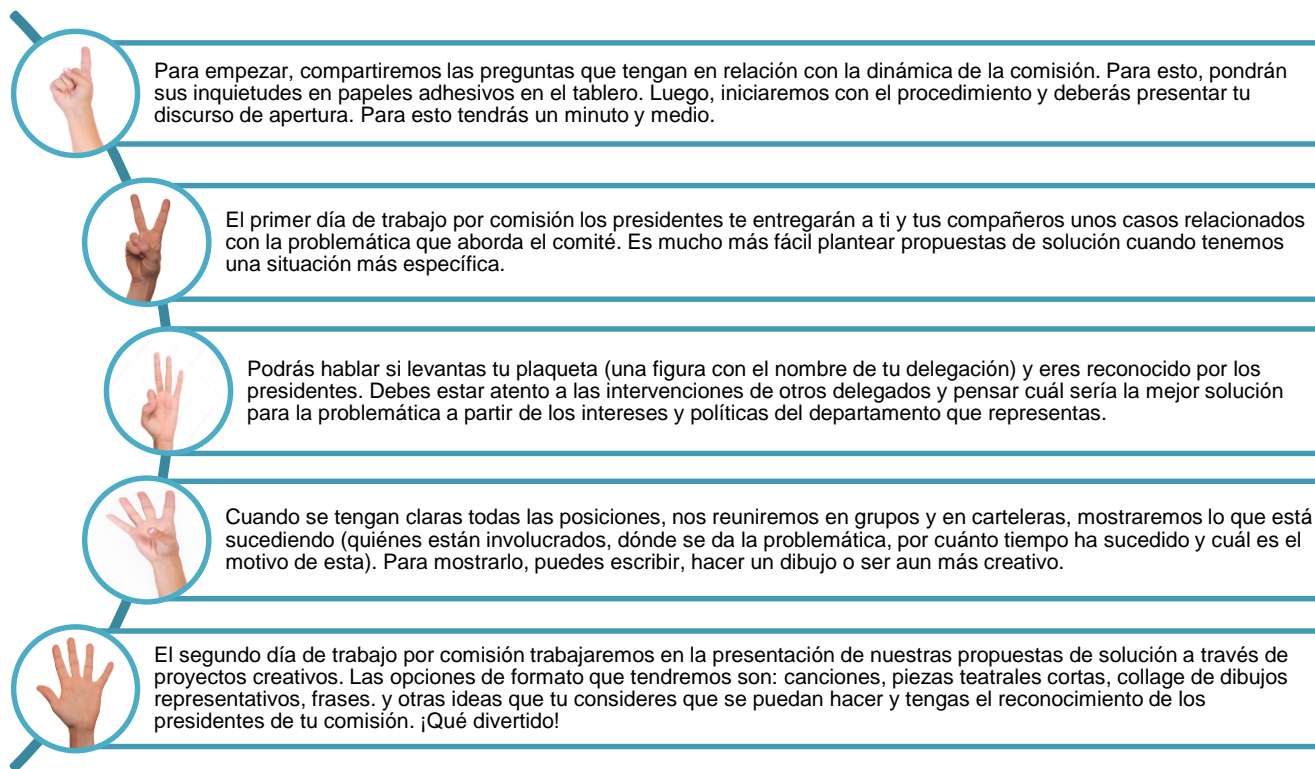 Para empezar, compartiremos las preguntas que tengan en relación con la dinámica de la comisión. Para esto, pondrán
sus inquietudes en papeles adhesivos en el tablero. Luego, iniciaremos con el procedimiento y deberás presentar tu
discurso de apertura. Para esto tendrás un minuto y medio.
El primer día de trabajo por comisión los presidentes te entregarán a ti y tus compañeros unos casos relacionados
con la problemática que aborda el comité. Es mucho más fácil plantear propuestas de solución cuando tenemos
una situación más específica.
Podrás hablar si levantas tu plaqueta (una figura con el nombre de tu delegación) y eres reconocido por los
presidentes. Debes estar atento a las intervenciones de otros delegados y pensar cuál sería la mejor solución
para la problemática a partir de los intereses y políticas del departamento que representas.
Cuando se tengan claras todas las posiciones, nos reuniremos en grupos y en carteleras, mostraremos lo que está
sucediendo (quiénes están involucrados, dónde se da la problemática, por cuánto tiempo ha sucedido y cuál es el
motivo de esta). Para mostrarlo, puedes escribir, hacer un dibujo o ser aun más creativo.
El segundo día de trabajo por comisión trabajaremos en la presentación de nuestras propuestas de solución a través de
proyectos creativos. Las opciones de formato que tendremos son: canciones, piezas teatrales cortas, collage de dibujos
representativos, frases. y otras ideas que tu consideres que se puedan hacer y tengas el reconocimiento de los
presidentes de tu comisión. ¡Qué divertido!